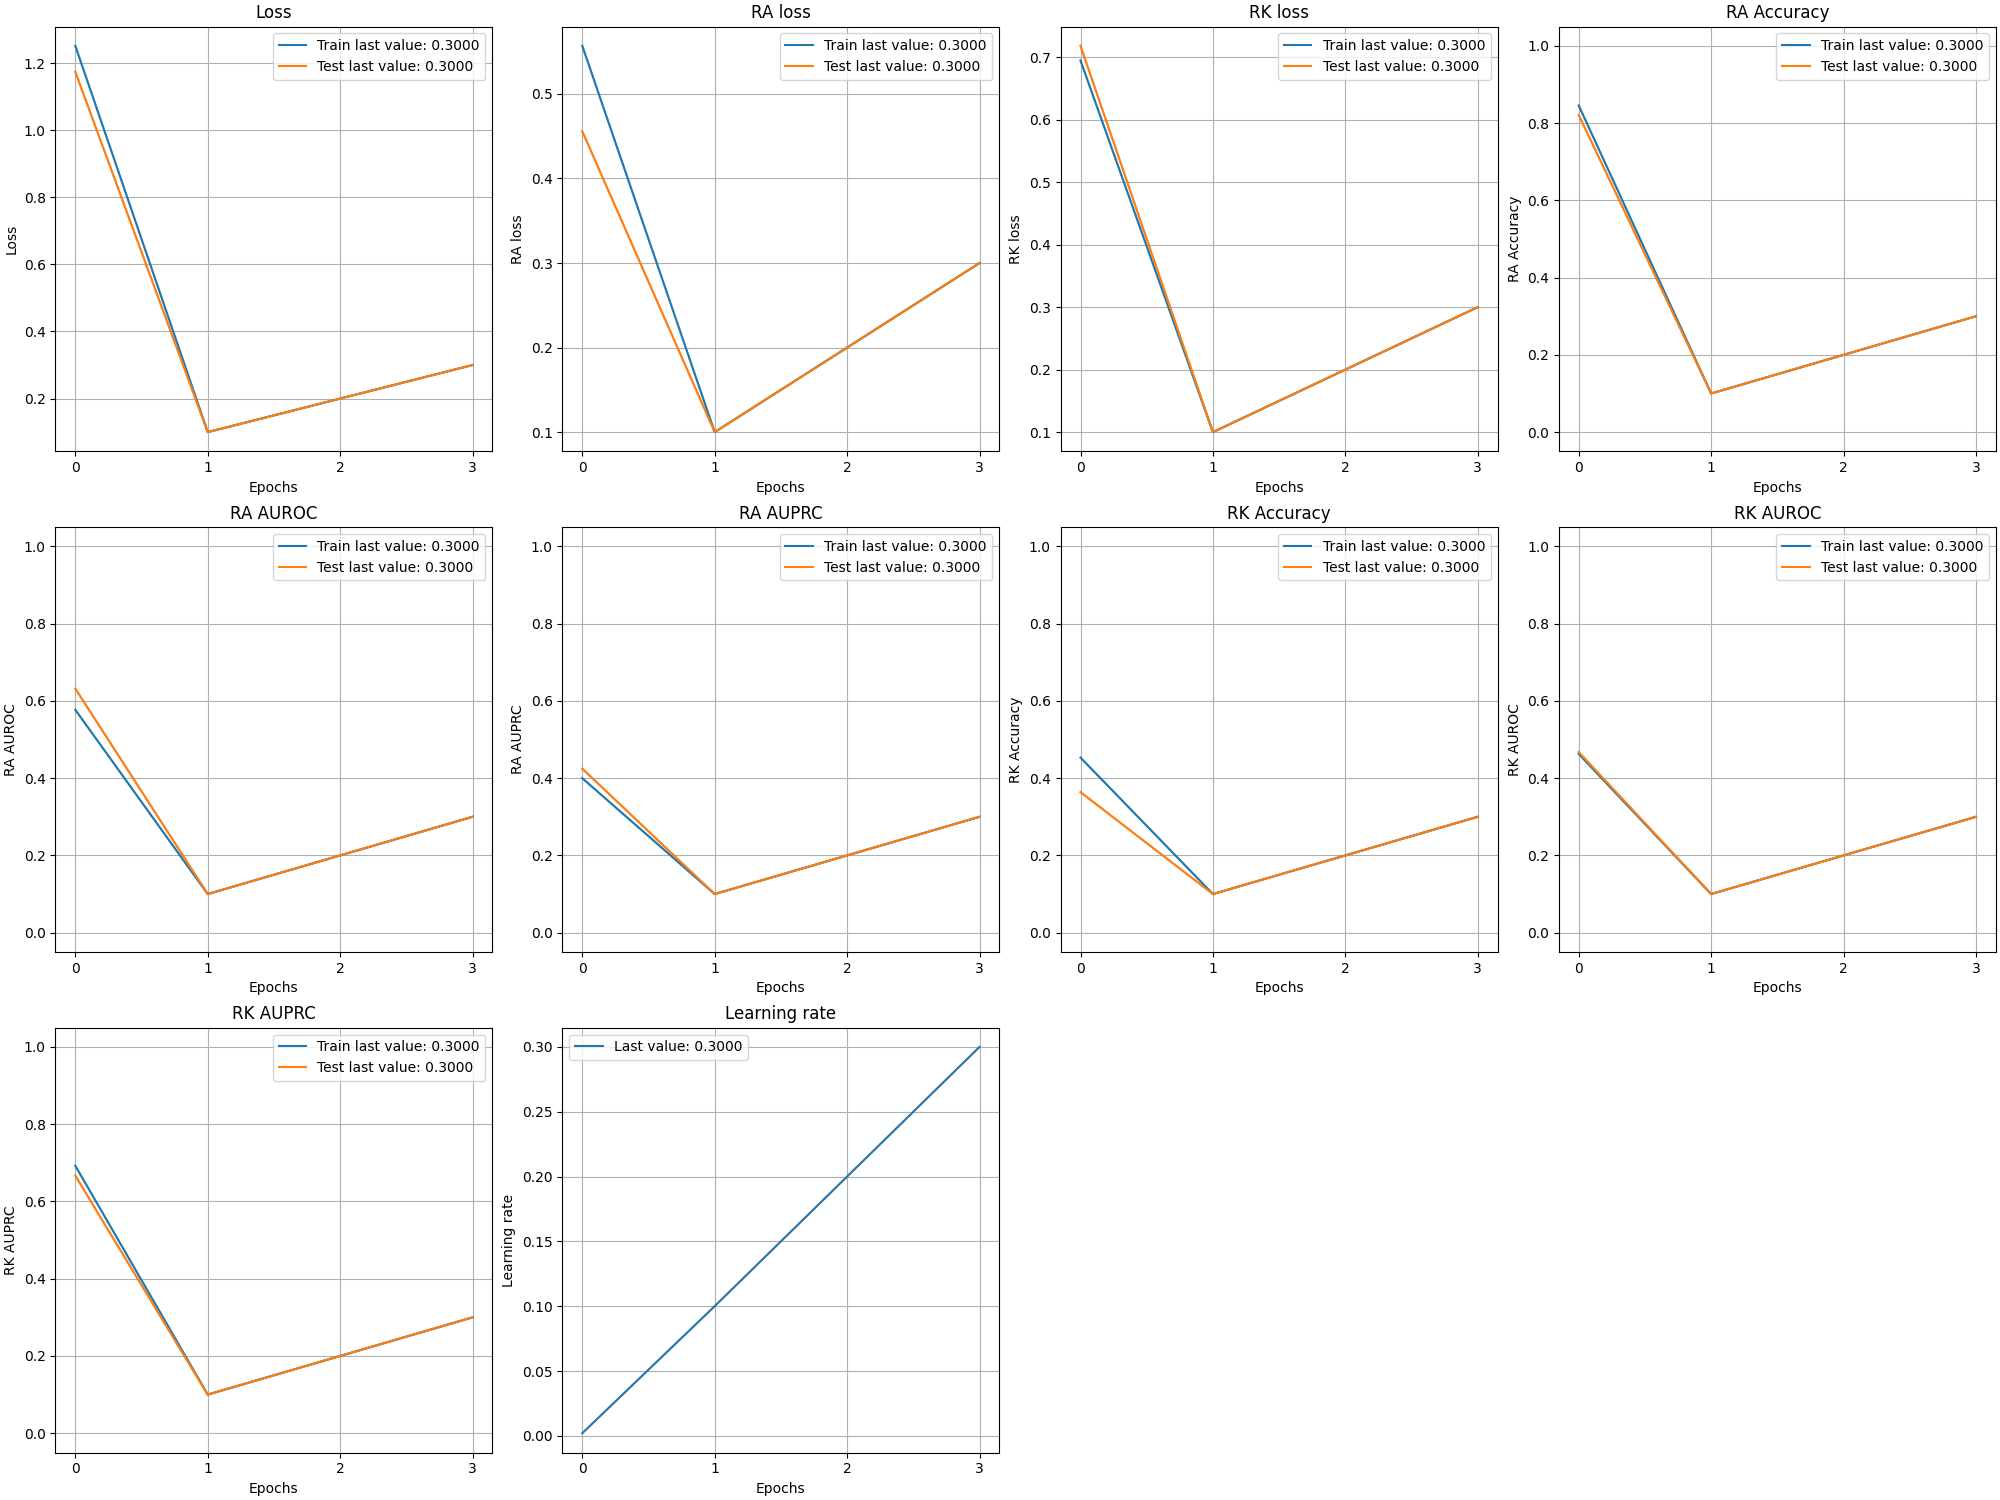 Loss
Train last value: 0.3000
Test last value: 0.3000
1.2
1.0
0.8
0.6
0.4
0.2
Loss
0 1 2 3
Epochs
RA loss
Train last value: 0.3000
Test last value: 0.3000
0.5
0.4
0.3
0.2
0.1
RA loss
0 1 2 3
Epochs
RK loss
Train last value: 0.3000
Test last value: 0.3000
0.7
0.6
0.5
0.4
0.3
0.2
0.1
RK loss
0 1 2 3
Epochs
RA Accuracy
Train last value: 0.3000
Test last value: 0.3000
1.0
0.8
0.6
0.4
0.2
0.0
RA Accuracy
0 1 2 3
Epochs
RA AUROC
Train last value: 0.3000
Test last value: 0.3000
1.0
0.8
0.6
0.4
0.2
0.0
RA AUROC
0 1 2 3
Epochs
RA AUPRC
Train last value: 0.3000
Test last value: 0.3000
1.0
0.8
0.6
0.4
0.2
0.0
RA AUPRC
0 1 2 3
Epochs
RK Accuracy
Train last value: 0.3000
Test last value: 0.3000
1.0
0.8
0.6
0.4
0.2
0.0
RK Accuracy
0 1 2 3
Epochs
RK AUROC
Train last value: 0.3000
Test last value: 0.3000
1.0
0.8
0.6
0.4
0.2
0.0
RK AUROC
0 1 2 3
Epochs
RK AUPRC
Train last value: 0.3000
Test last value: 0.3000
1.0
0.8
0.6
0.4
0.2
0.0
RK AUPRC
0 1 2 3
Epochs
Learning rate
Last value: 0.3000
0.30
0.25
0.20
0.15
0.10
0.05
0.00
Learning rate
0 1 2 3
Epochs